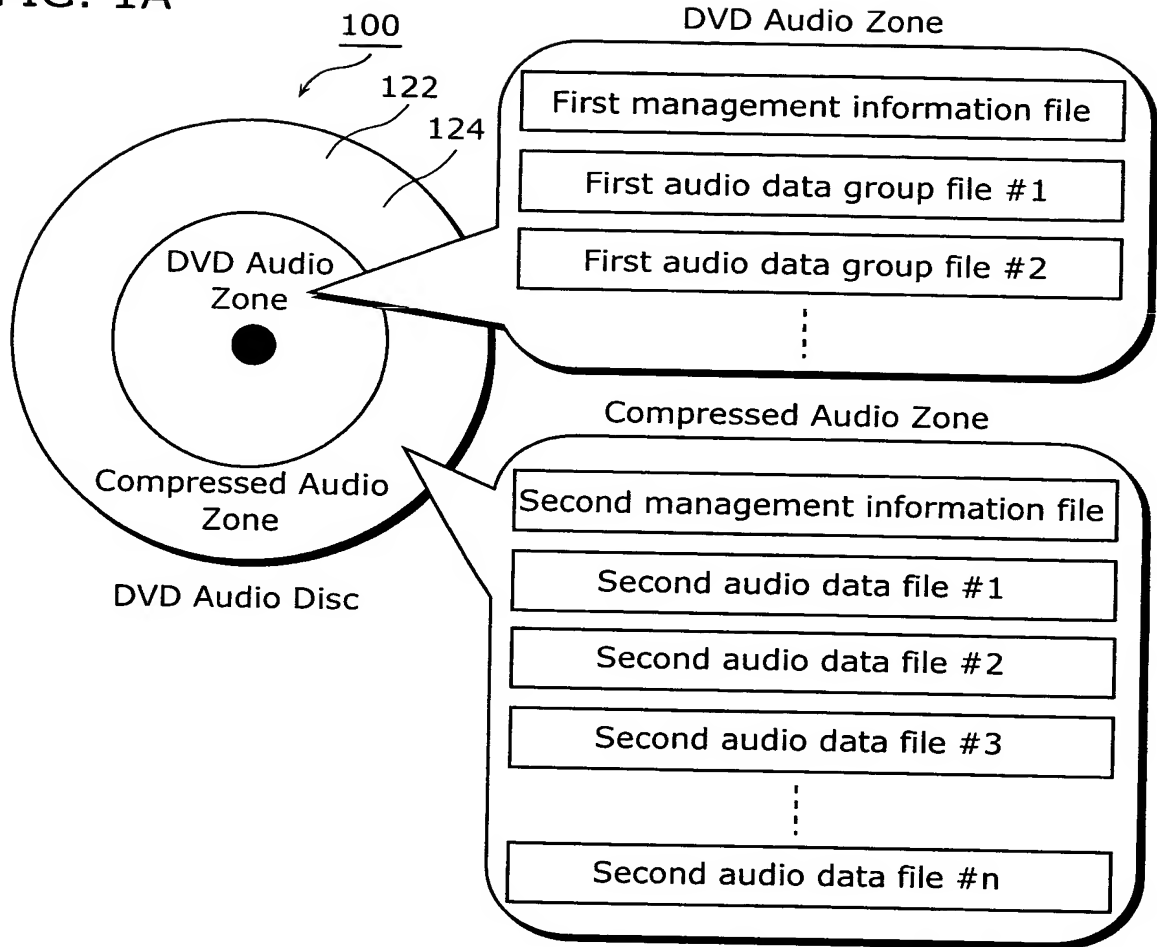 FIG. 1A
100
122
124
DVD Audio
Zone
Compressed Audio
Zone
DVD Audio Disc
DVD Audio Zone
First management information file
First audio data group file #1
First audio data group file #2
Compressed Audio Zone
Second management information file
Second audio data file #1
Second audio data file #2
Second audio data file #3
Second audio data file #n